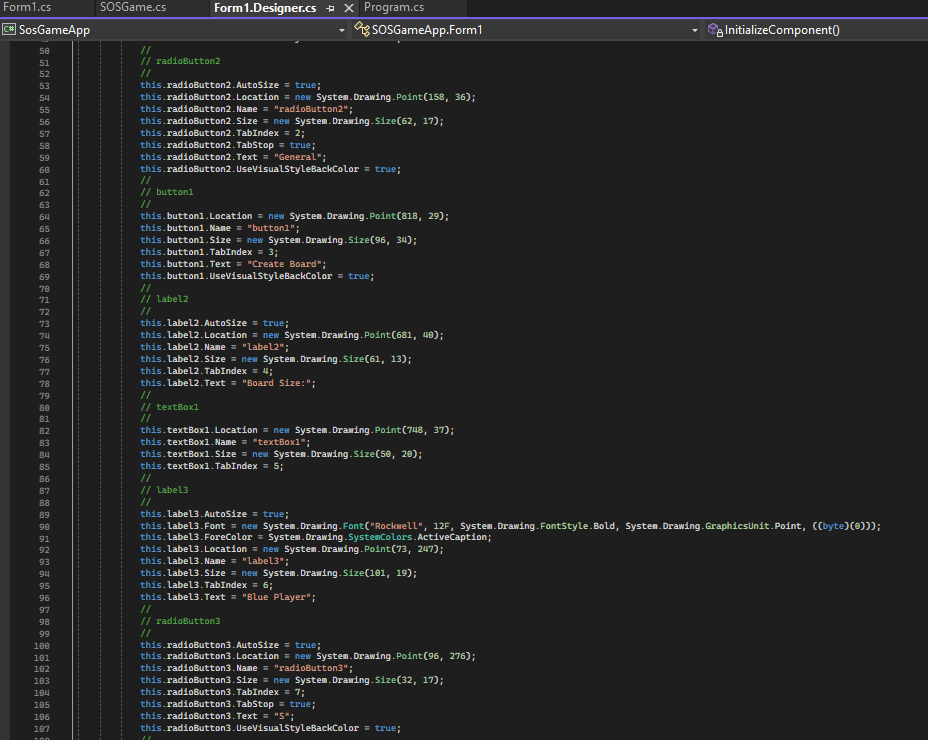 Form1.cs SOSGame.cs Form1.Designer.cs Program.cs
C# SosGameApp SOSGameApp.Form1 InitializeComponent()
50 //
51 // radioButton2
52 //
53 this.radioButton2.AutoSize = true;
54 this.radioButton2.Location = new System.Drawing.Point(158, 36);
55 this.radioButton2.Name = "radioButton2";
56 this.radioButton2.Size = new System.Drawing.Size(62, 17);
57 this.radioButton2.TabIndex = 2;
58 this.radioButton2.TabStop = true;
59 this.radioButton2.Text = "General";
60 this.radioButton2.UseVisualStyleBackColor = true;
61 //
62 // button1
63 //
64 this.button1.Location = new System.Drawing.Point(818, 29);
65 this.button1.Name = "button1";
66 this.button1.Size = new System.Drawing.Size(96, 34);
67 this.button1.TabIndex = 3;
68 this.button1.Text = "Create Board";
69 this.button1.UseVisualStyleBackColor = true;
70 //
71 // label2
72 //
73 this.label2.AutoSize = true;
74 this.label2.Location = new System.Drawing.Point(681, 40);
75 this.label2.Name = "label2";
76 this.label2.Size = new System.Drawing.Size(61, 13);
77 this.label2.TabIndex = 4;
78 this.label2.Text = "Board Size:";
79 //
80 // textBox1
81 //
82 this.textBox1.Location = new System.Drawing.Point(748, 37);
83 this.textBox1.Name = "textBox1";
84 this.textBox1.Size = new System.Drawing.Size(50, 20);
85 this.textBox1.TabIndex = 5;
86 //
87 // label3
88 //
89 this.label3.AutoSize = true;
90 this.label3.Font = new System.Drawing.Font("Rockwell", 12F, System.Drawing.FontStyle.Bold, System.Drawing.GraphicsUnit.Point, ((byte)(0)));
91 this.label3.ForeColor = System.Drawing.SystemColors.ActiveCaption;
92 this.label3.Location = new System.Drawing.Point(73, 247);
93 this.label3.Name = "label3";
94 this.label3.Size = new System.Drawing.Size(101, 19);
95 this.label3.TabIndex = 6;
96 this.label3.Text = "Blue Player";
97 //
98 // radioButton3
99 //
100 this.radioButton3.AutoSize = true;
101 this.radioButton3.Location = new System.Drawing.Point(96, 276);
102 this.radioButton3.Name = "radioButton3";
103 this.radioButton3.Size = new System.Drawing.Size(32, 17);
104 this.radioButton3.TabIndex = 7;
105 this.radioButton3.TabStop = true;
106 this.radioButton3.Text = "S";
107 this.radioButton3.UseVisualStyleBackColor = true;